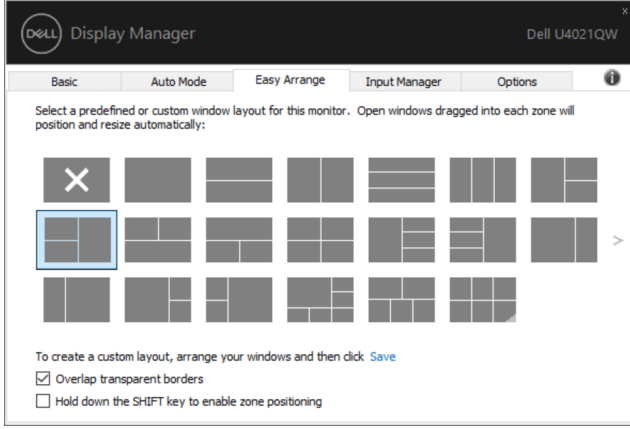 x
DELL Display Manager
Dell U4021QW
Basic
Auto Mode
Easy Arrange
Input Manager
Options
i
Select a predefined or custom window layout for this monitor. Open windows dragged into each zone will
position and resize automatically:
>
To create a custom layout, arrange your windows and then click Save
Overlap transparent borders
Hold down the SHIFT key to enable zone positioning